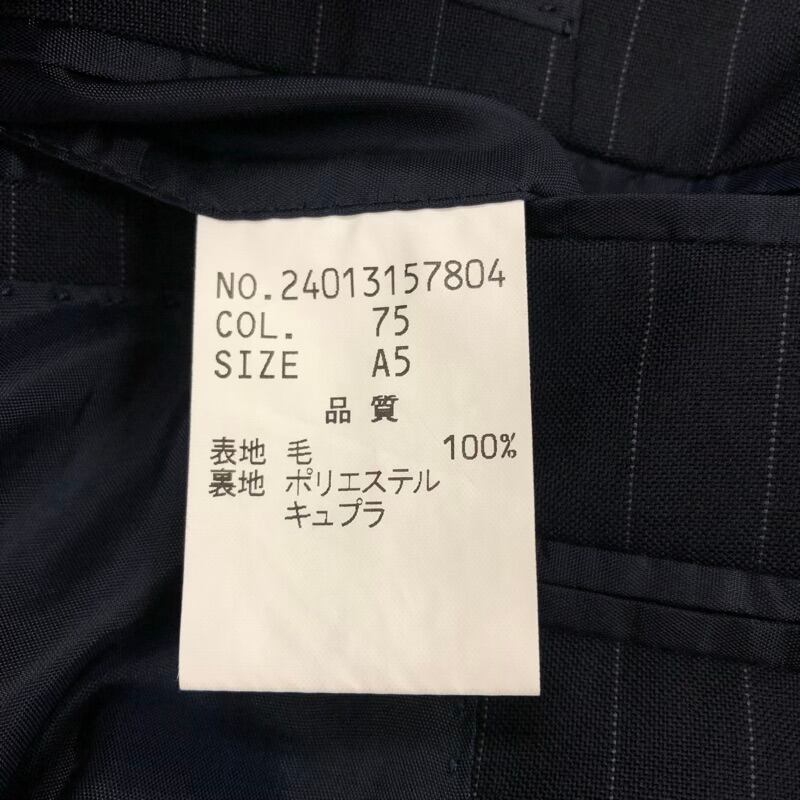 NO.24013157804
COL. 75
SIZE A5
品質
表地 毛 100%
裏地 ポリエステル
キュプラ